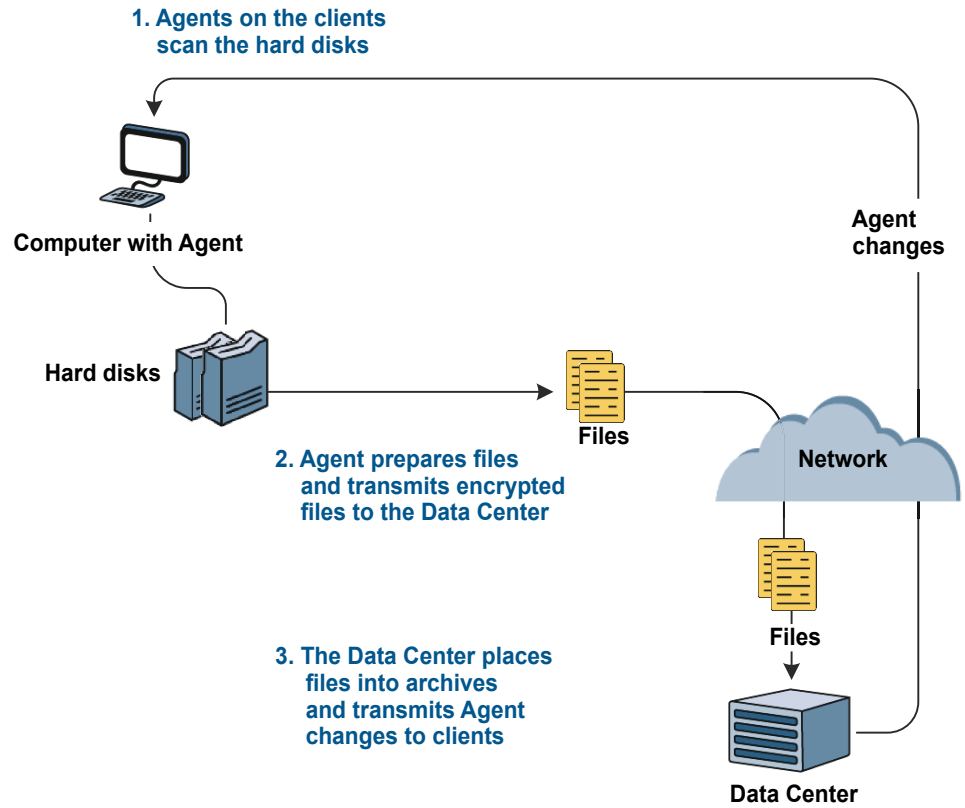 1. Agents on the clients
scan the hard disks
Computer with Agent
Agent
changes
Hard disks
Files
Network
2. Agent prepares files
and transmits encrypted
files to the Data Center
Files
3. The Data Center places
files into archives
and transmits Agent
changes to clients
Data Center